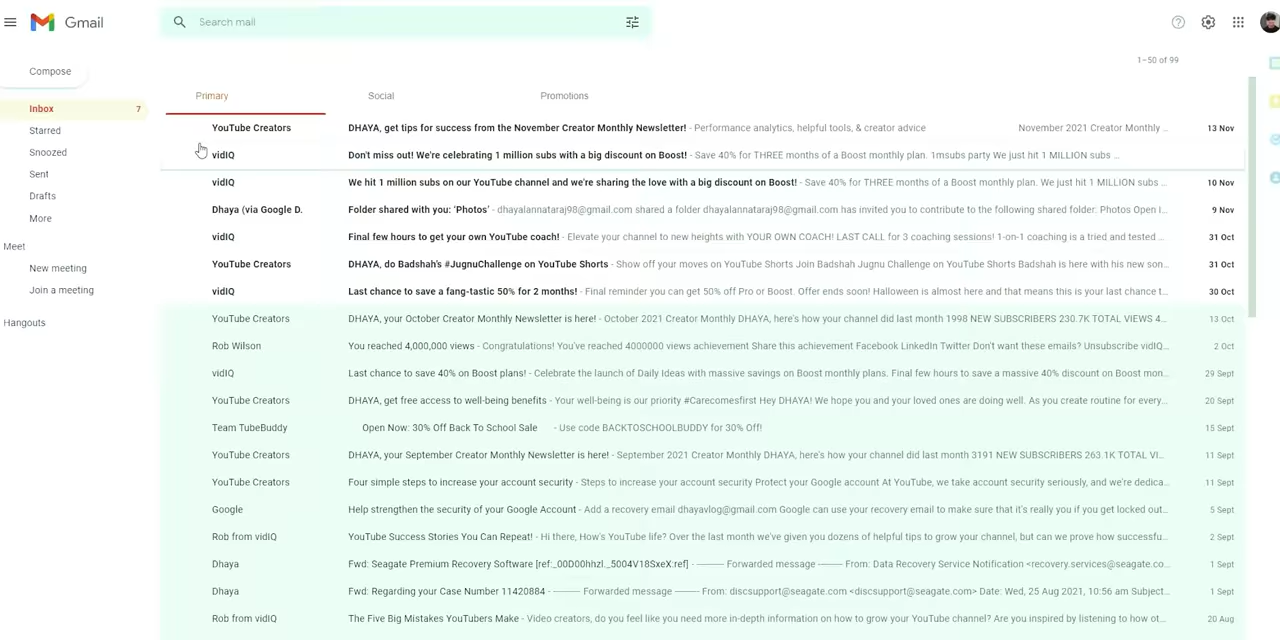 Gmail
Search mail
1–50 of 99
Compose
Inbox 7
Starred
Snoozed
Sent
Drafts
More
Meet
New meeting
Join a meeting
Hangouts
Primary Social Promotions
YouTube Creators DHAYA, get tips for success from the November Creator Monthly Newsletter! - Performance analytics, helpful tools, & creator advice November 2021 Creator Monthly ... 13 Nov
vidIQ Don't miss out! We're celebrating 1 million subs with a big discount on Boost! - Save 40% for THREE months of a Boost monthly plan. 1msubs party We just hit 1 MILLION subs ...
vidIQ We hit 1 million subs on our YouTube channel and we're sharing the love with a big discount on Boost! - Save 40% for THREE months of a Boost monthly plan. We just hit 1 MILLION subs ... 10 Nov
Dhaya (via Google D. Folder shared with you: ‘Photos’ - dhayalannataraj98@gmail.com shared a folder dhayalannataraj98@gmail.com has invited you to contribute to the following shared folder: Photos Open I... 9 Nov
vidIQ Final few hours to get your own YouTube coach! - Elevate your channel to new heights with YOUR OWN COACH! LAST CALL for 3 coaching sessions! 1-on-1 coaching is a tried and tested ... 31 Oct
YouTube Creators DHAYA, do Badshah’s #JugnuChallenge on YouTube Shorts - Show off your moves on YouTube Shorts Join Badshah Jugnu Challenge on YouTube Shorts Badshah is here with his new son... 31 Oct
vidIQ Last chance to save a fang-tastic 50% for 2 months! - Final reminder you can get 50% off Pro or Boost. Offer ends soon! Halloween is almost here and that means this is your last chance t... 30 Oct
YouTube Creators DHAYA, your October Creator Monthly Newsletter is here! - October 2021 Creator Monthly DHAYA, here's how your channel did last month 1998 NEW SUBSCRIBERS 230.7K TOTAL VIEWS 4... 13 Oct
Rob Wilson You reached 4,000,000 views - Congratulations! You've reached 4000000 views achievement Share this achievement Facebook LinkedIn Twitter Don't want these emails? Unsubscribe vidIQ... 2 Oct
vidIQ Last chance to save 40% on Boost plans! - Celebrate the launch of Daily Ideas with massive savings on Boost monthly plans. Final few hours to save a massive 40% discount on Boost mon... 29 Sept
YouTube Creators DHAYA, get free access to well-being benefits - Your well-being is our priority #Carecomesfirst Hey DHAYA! We hope you and your loved ones are doing well. As you create routine for every... 20 Sept
Team TubeBuddy Open Now: 30% Off Back To School Sale - Use code BACKTOSCHOOLBUDDY for 30% Off! 15 Sept
YouTube Creators DHAYA, your September Creator Monthly Newsletter is here! - September 2021 Creator Monthly DHAYA, here's how your channel did last month 3191 NEW SUBSCRIBERS 263.1K TOTAL VI... 11 Sept
YouTube Creators Four simple steps to increase your account security - Steps to increase your account security Protect your Google account At YouTube, we take account security seriously, and we're dedica... 11 Sept
Google Help strengthen the security of your Google Account - Add a recovery email dhayavlog@gmail.com Google can use your recovery email to make sure that it's really you if you get locked out... 5 Sept
Rob from vidIQ YouTube Success Stories You Can Repeat! - Hi there, How's YouTube life? Over the last month we've given you dozens of helpful tips to grow your channel, but can we prove how successfu... 2 Sept
Dhaya Fwd: Seagate Premium Recovery Software [ref:_00D00hhzl._5004V18SxeX:ref] - ---------- Forwarded message --------- From: Data Recovery Service Notification <recovery.services@seagate.co... 1 Sept
Dhaya Fwd: Regarding your Case Number 11420884 - ---------- Forwarded message --------- From: discsupport@seagate.com <discsupport@seagate.com> Date: Wed, 25 Aug 2021, 10:56 am Subject... 1 Sept
Rob from vidIQ The Five Big Mistakes YouTubers Make - Video creators, do you feel like you need more in-depth information on how to grow your YouTube channel? Are you inspired by listening to how ot... 20 Aug